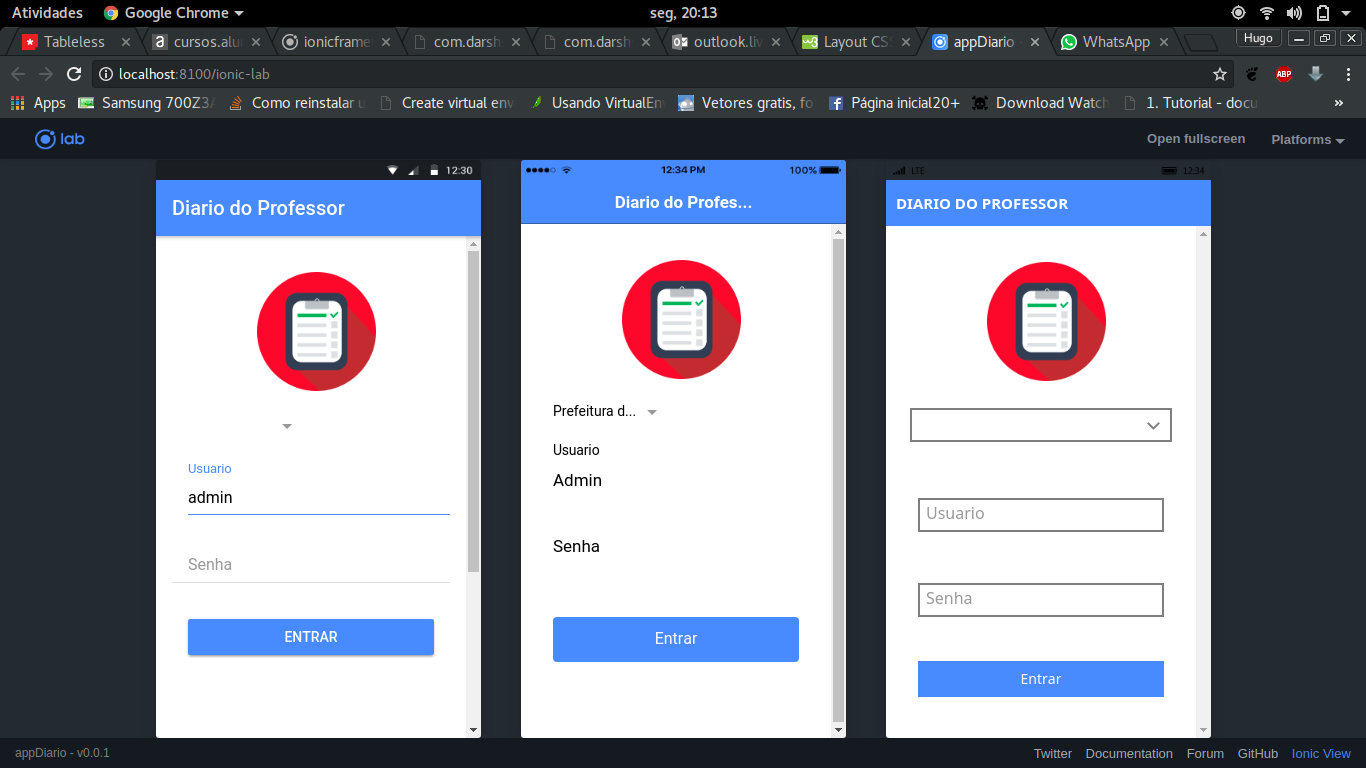 Atividades Google Chrome seg, 20:13
Tableless cursos.alu ionicframe com.darsh com.darsh outlook.liv Layout CSS appDiario WhatsApp Hugo
localhost:8100/ionic-lab ABP
Apps Samsung 700Z3A Como reinstalar u Create virtual env Usando VirtualEm Vetores gratis, fo Página inicial20+ Download Watch 1. Tutorial - docu »
lab Open fullscreen Platforms
12:30
Diario do Professor
Usuario
admin
Senha
ENTRAR
12:34 PM 100%
Diario do Profes...
Prefeitura d...
Usuario
Admin
Senha
Entrar
LTE 12:34
DIARIO DO PROFESSOR
Usuario
Senha
Entrar
appDiario - v0.0.1 Twitter Documentation Forum GitHub Ionic View